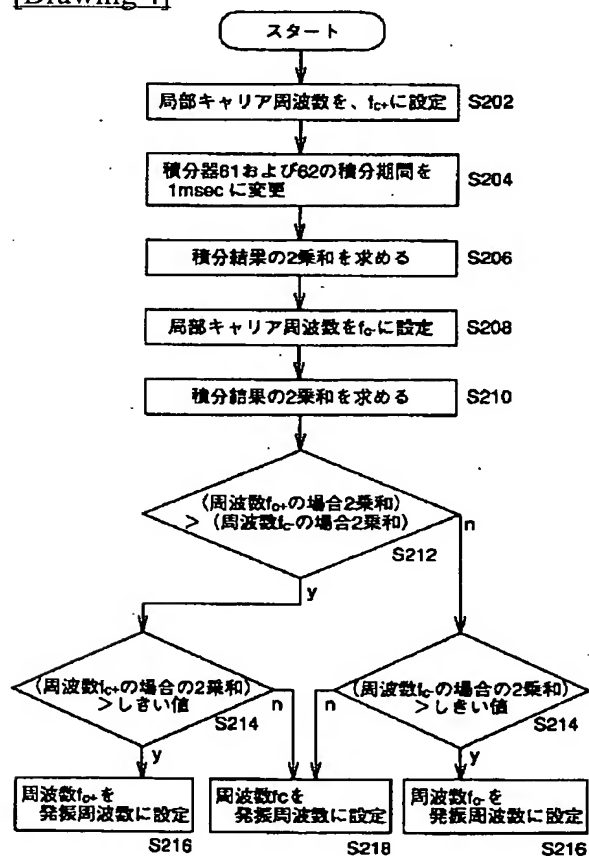 [Drawing 4]
スタート
局部キャリア周波数を、fc+に設定
S202
積分器61および62の積分期間を
1msecに変更
S204
積分結果の2乗和を求める
S206
局部キャリア周波数をfc-に設定
S208
積分結果の2乗和を求める
S210
(周波数fc+の場合2乗和)
> (周波数fc-の場合2乗和)
n
S212
y
(周波数fc+の場合の2乗和)
>しきい値
n
S214
y
(周波数fc-の場合の2乗和)
>しきい値
n
S214
y
周波数fc+を
発振周波数に設定
S216
周波数fcを
発振周波数に設定
S218
周波数fc-を
発振周波数に設定
S216